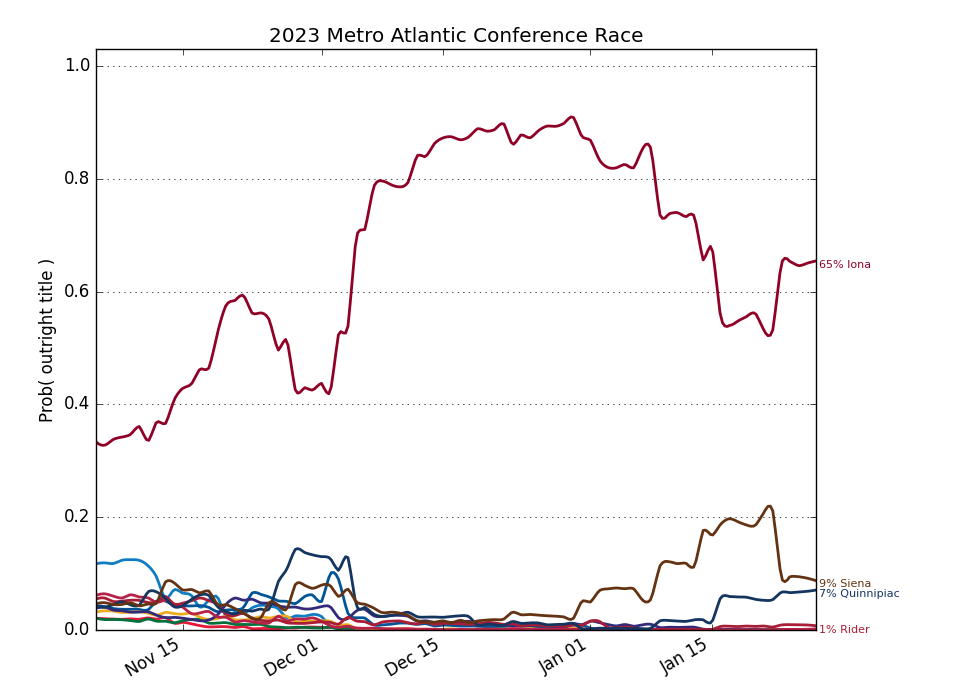 2023 Metro Atlantic Conference Race
1.0
0.8
0.6
0.4
0.2
0.0
Prob( outright title )
65% Iona
9% Siena
7% Quinnipiac
1% Rider
Nov 15
Dec 01
Dec 15
Jan 01
Jan 15